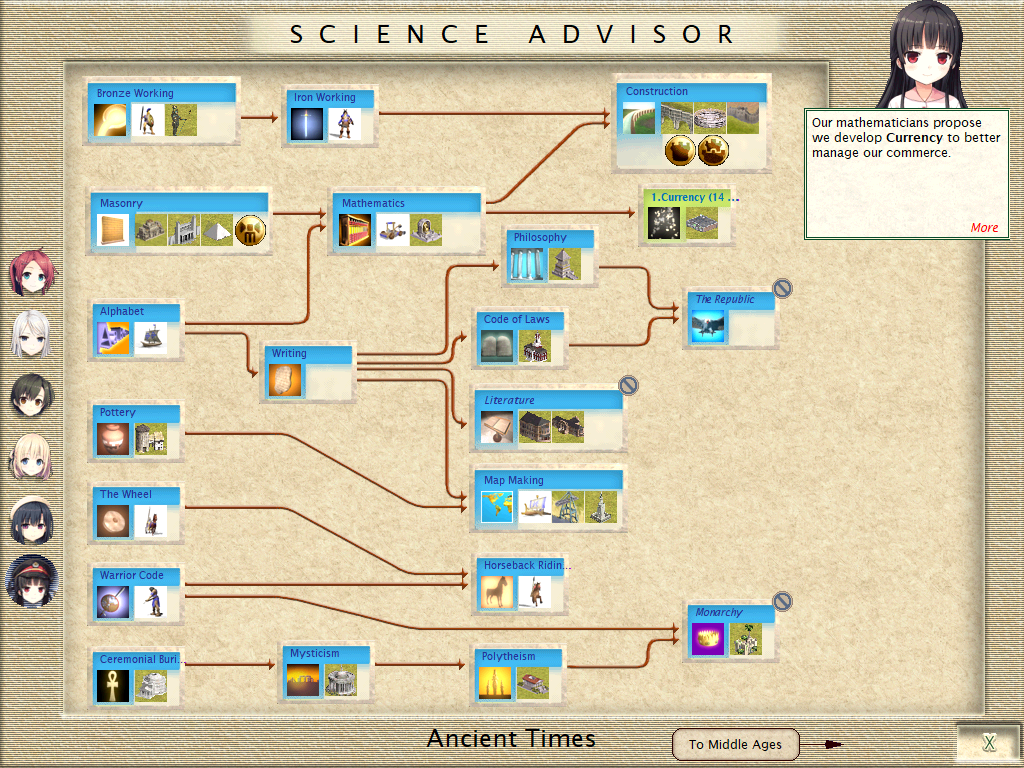 SCIENCE ADVISOR
Bronze Working
Iron Working
Construction
Our mathematicians propose
we develop Currency to better
manage our commerce.
More
Masonry
Mathematics
1.Currency (14 ...
Philosophy
The Republic
Alphabet
Code of Laws
Writing
Literature
Pottery
Map Making
The Wheel
Horseback Ridin...
Warrior Code
Monarchy
Ceremonial Buri...
Mysticism
Polytheism
Ancient Times
To Middle Ages
X